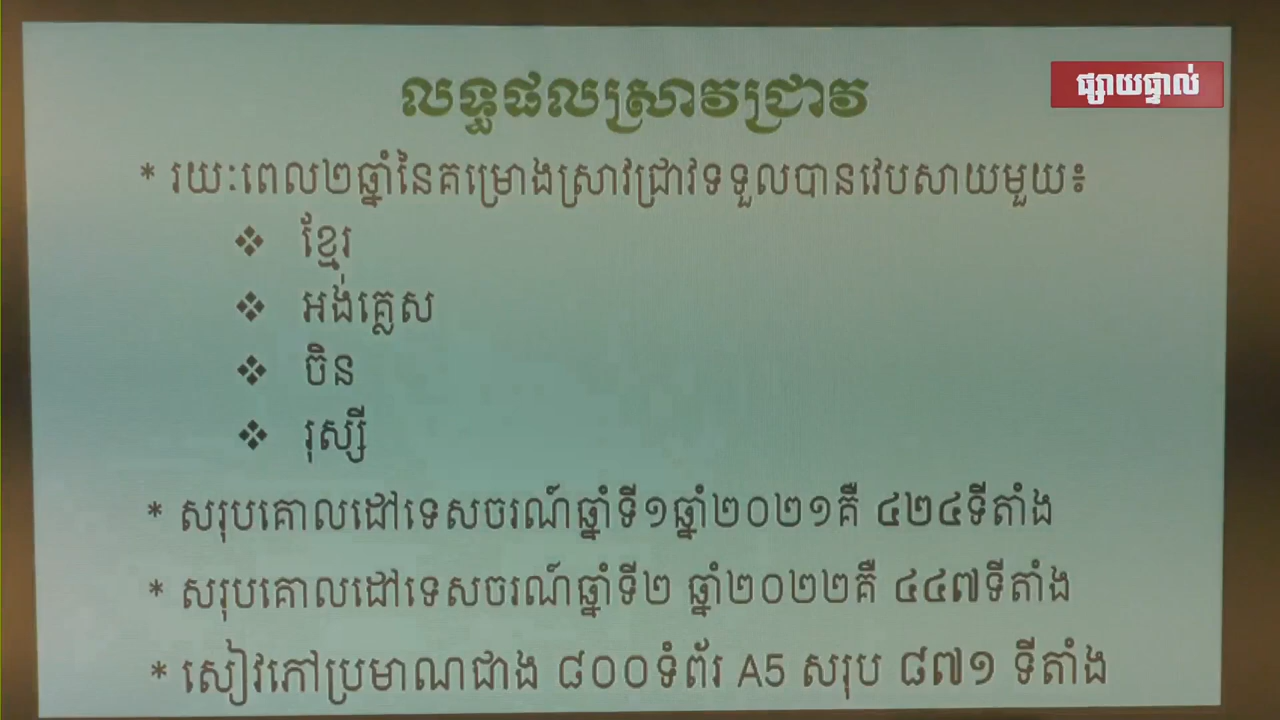 លទ្ធផលស្រាវជ្រាវ
ផ្សាយផ្ទាល់
* រយៈពេល២ឆ្នាំនៃគម្រោងស្រាវជ្រាវទទួលបានវេបសាយមួយ៖
❖ ខ្មែរ
❖ អង់គ្លេស
❖ ចិន
❖ រុស្ស៊ី
* សរុបគោលដៅទេសចរណ៍ឆ្នាំទី១ឆ្នាំ២០២១គឺ ៤២៤ទីតាំង
* សរុបគោលដៅទេសចរណ៍ឆ្នាំទី២ ឆ្នាំ២០២២គឺ ៤៤៧ទីតាំង
* សៀវភៅប្រមាណជាង ៨០០ទំព័រ A5 សរុប ៨៧១ ទីតាំង